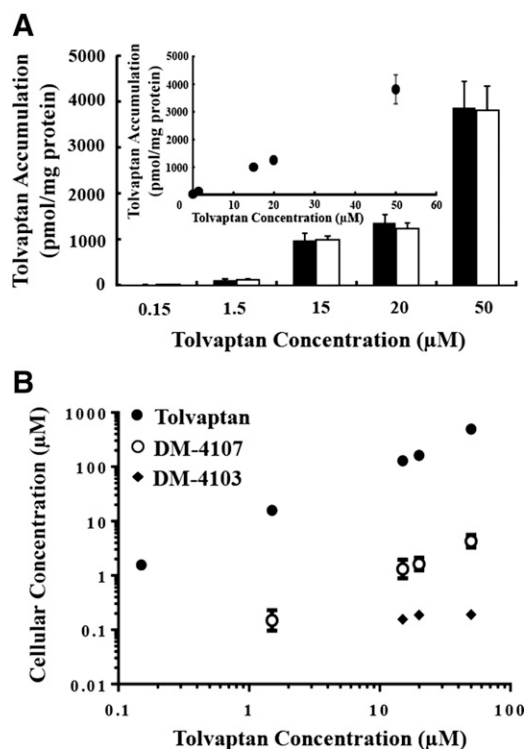 A
Tolvaptan Accumulation
(pmol/mg protein)
5000
4000
3000
2000
1000
0
Tolvaptan Accumulation
(pmol/mg protein)
5000
4000
3000
2000
1000
0
0 20 40 60
Tolvaptan Concentration (µM)
0.15 1.5 15 20 50
Tolvaptan Concentration (µM)
B
Cellular Concentration (µM)
1000
100
10
1
0.1
0.01
Tolvaptan
DM-4107
DM-4103
0.1 1 10 100
Tolvaptan Concentration (µM)